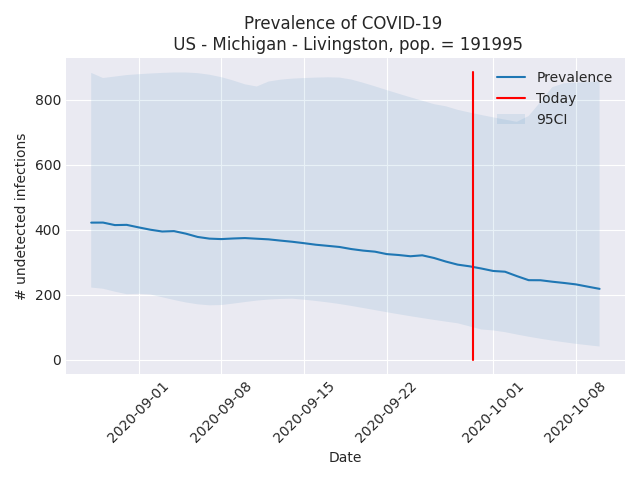 Prevalence of COVID-19
US - Michigan - Livingston, pop. = 191995
Prevalence
Today
95CI
# undetected infections
800
600
400
200
0
2020-09-01
2020-09-08
2020-09-15
2020-09-22
2020-10-01
2020-10-08
Date